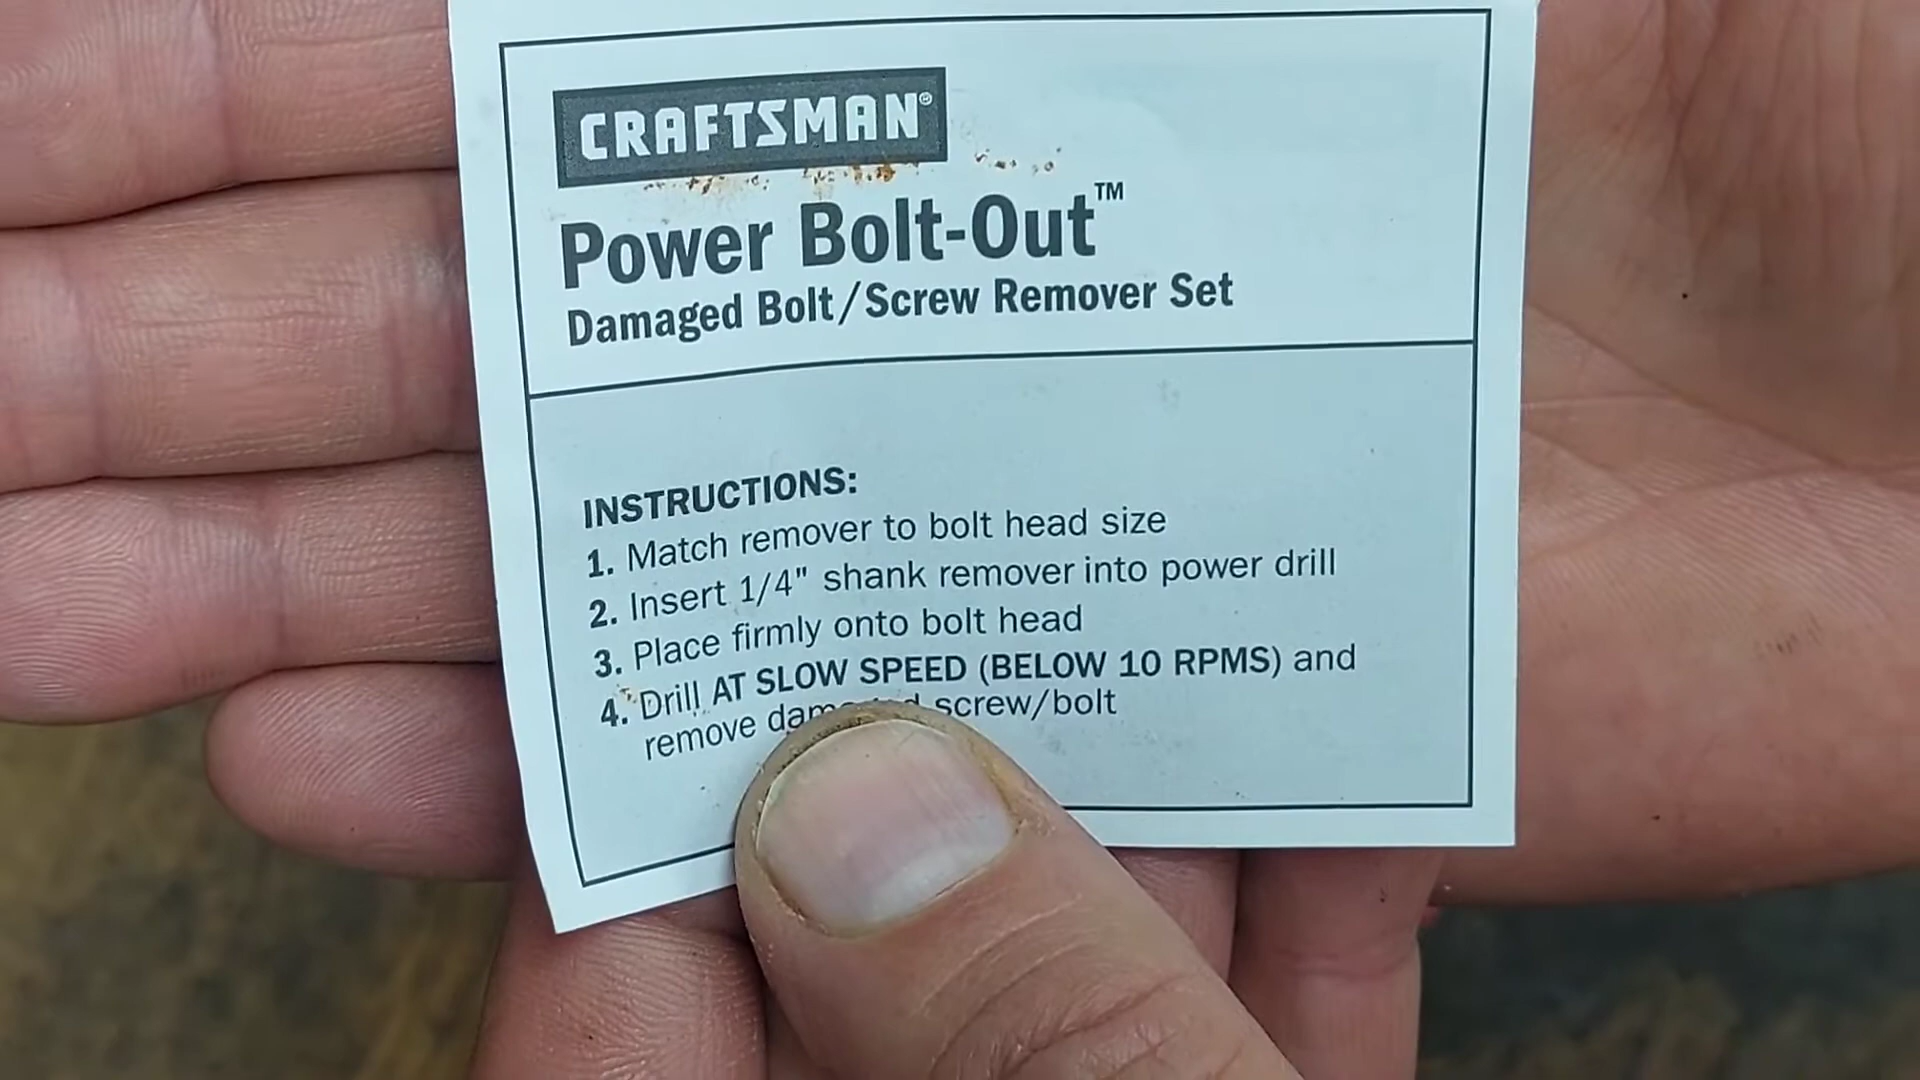 CRAFTSMAN®
Power Bolt-Out™
Damaged Bolt/Screw Remover Set
INSTRUCTIONS:
1. Match remover to bolt head size
2. Insert 1/4" shank remover into power drill
3. Place firmly onto bolt head
4. Drill AT SLOW SPEED (BELOW 10 RPMS) and
remove screw/bolt